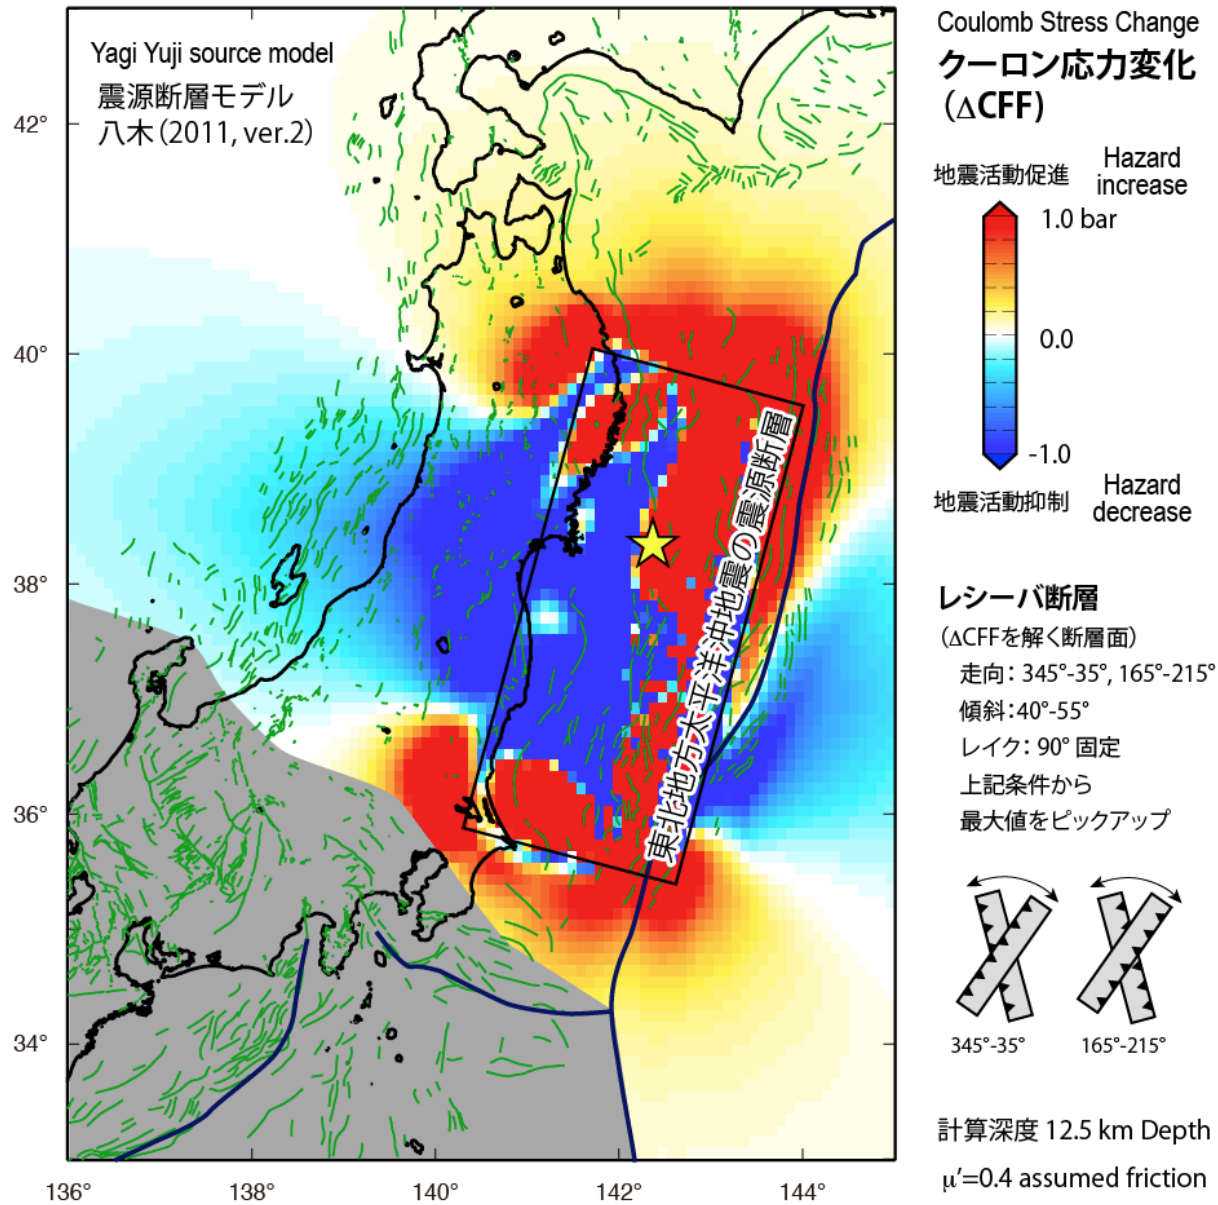 Yagi Yuji source model
震源断層モデル
八木(2011, ver.2)
42°
40°
38°
36°
34°
136°
138°
140°
142°
144°
東北地方太平洋沖地震の震源断層
Coulomb Stress Change
クーロン応力変化
(ΔCFF)
地震活動促進
Hazard
increase
1.0 bar
0.0
-1.0
地震活動抑制
Hazard
decrease
レシーバ断層
(ΔCFFを解く断層面)
走向: 345°-35°, 165°-215°
傾斜:40°-55°
レイク: 90° 固定
上記条件から
最大値をピックアップ
345°-35°
165°-215°
計算深度 12.5 km Depth
μ'=0.4 assumed friction